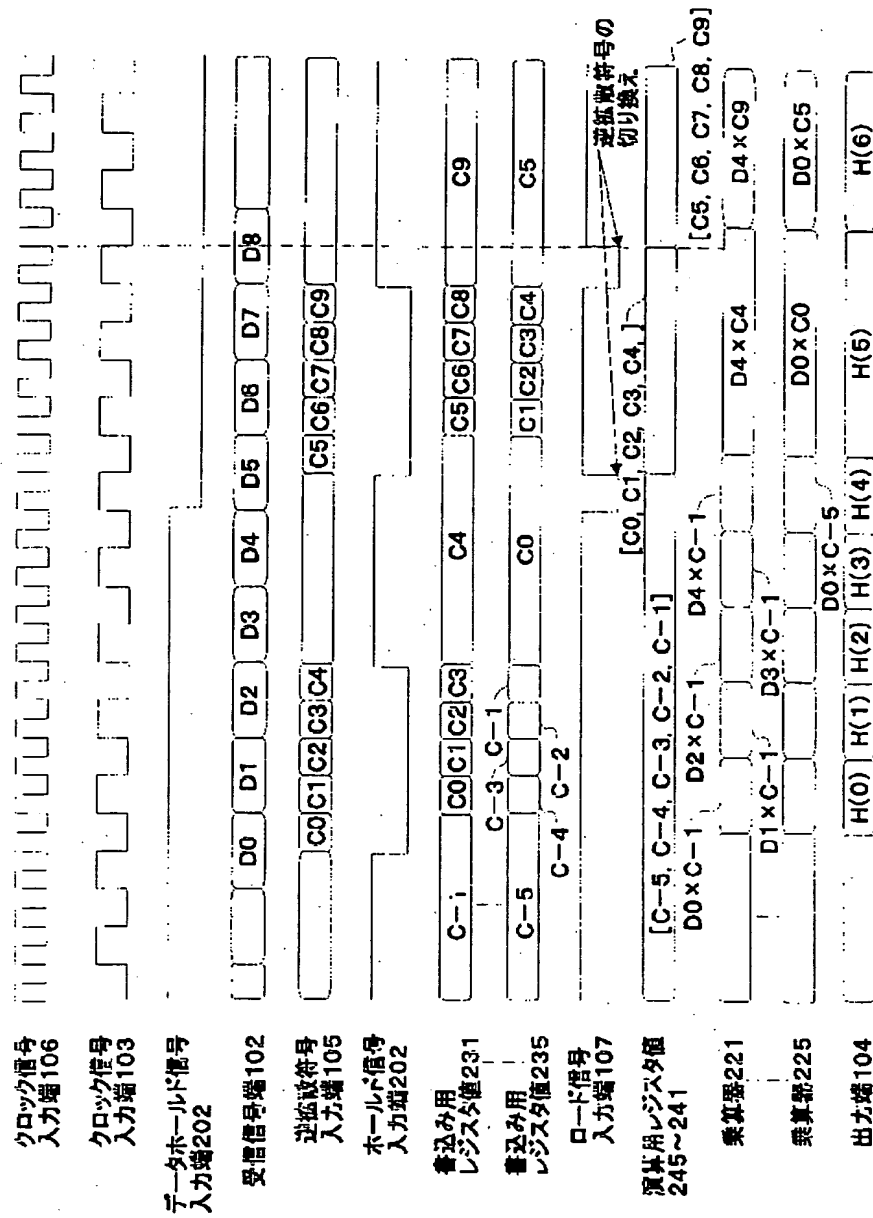 クロック信号
入力端106
クロック信号
入力端103
データホールド信号
入力端202
受信信号端102
D0 D1 D2 D3 D4 D5 D6 D7 D8
逆拡散符号
入力端105
C0 C1 C2 C3 C4 C5 C6 C7 C8 C9
ホールド信号
入力端202
書込み用
レジスタ値231
C-1 C0 C1 C2 C3 C4 C5 C6 C7 C8 C9
C-3 C-1
書込み用
レジスタ値235
C-5 C0 C1 C2 C3 C4 C5
C-4 C-2
ロード信号
入力端107
逆拡散符号の
切り換え
[C0, C1, C2, C3, C4, ]
演算用レジスタ値
245～241
[C-5, C-4, C-3, C-2, C-1]
[C5, C6, C7, C8, C9]
D0×C-1 D2×C-1 D4×C-1
乗算器221
D4×C4 D4×C9
D1×C-1 D3×C-1
乗算器225
D0×C0 D0×C5
D0×C-5
出力端104
H(0) H(1) H(2) H(3) H(4) H(5) H(6)